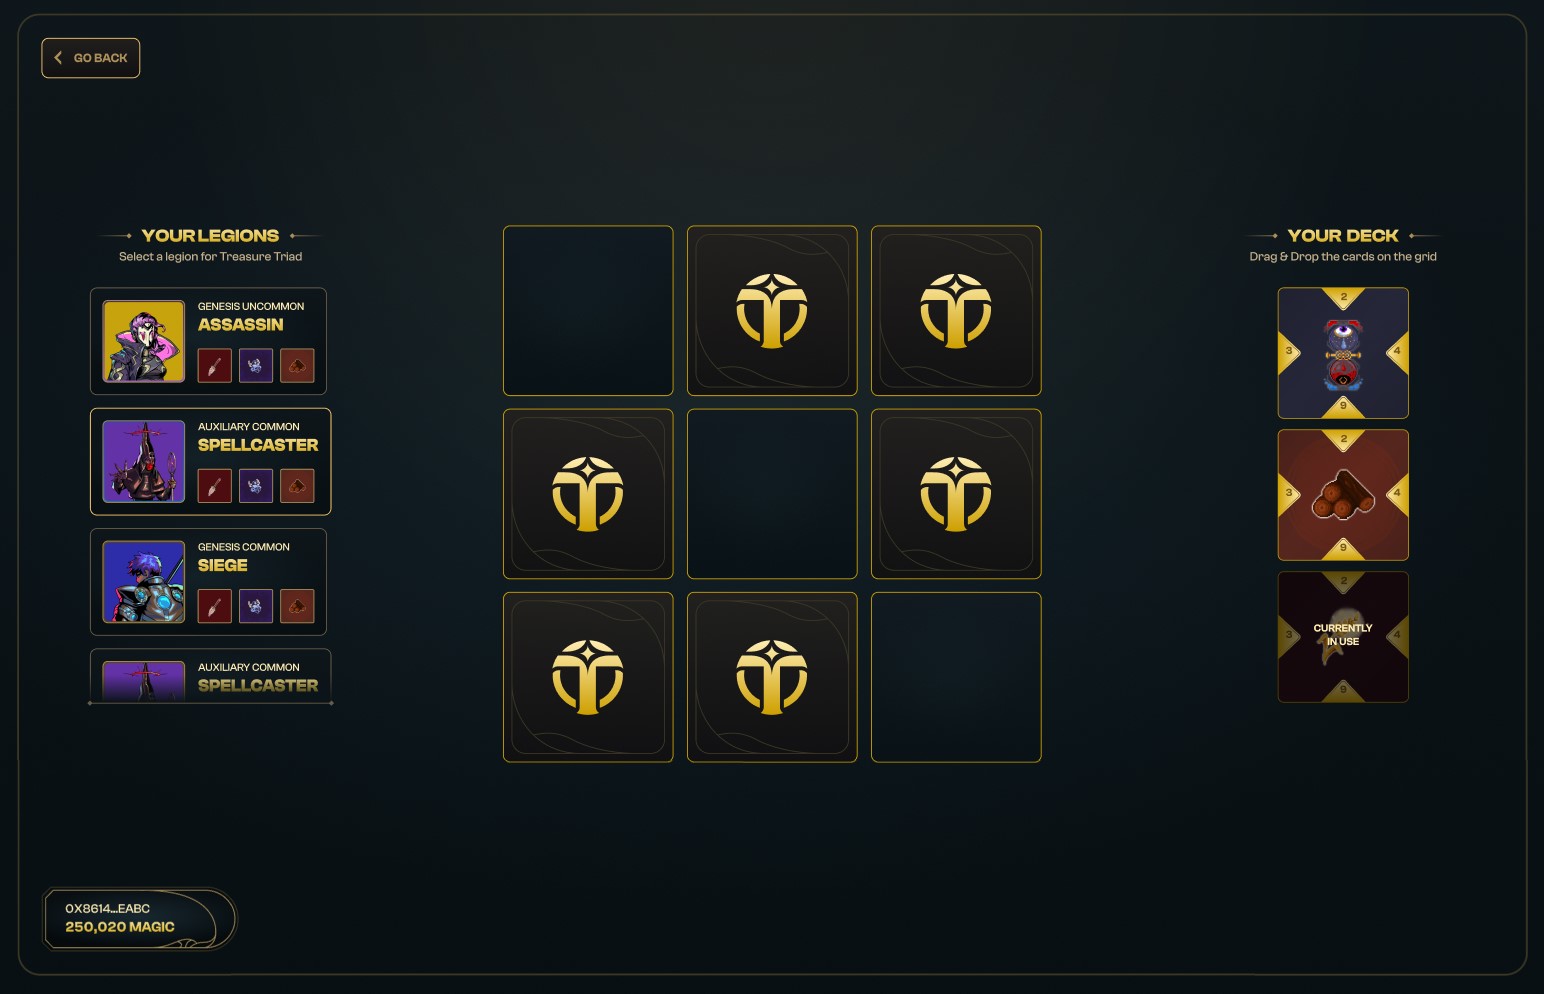 GO BACK
YOUR LEGIONS
Select a legion for Treasure Triad
GENESIS UNCOMMON
ASSASSIN
AUXILIARY COMMON
SPELLCASTER
GENESIS COMMON
SIEGE
AUXILIARY COMMON
SPELLCASTER
YOUR DECK
Drag & Drop the cards on the grid
2
3
4
9
2
3
4
9
2
3
CURRENTLY
IN USE
4
9
0X8614...EABC
250,020 MAGIC